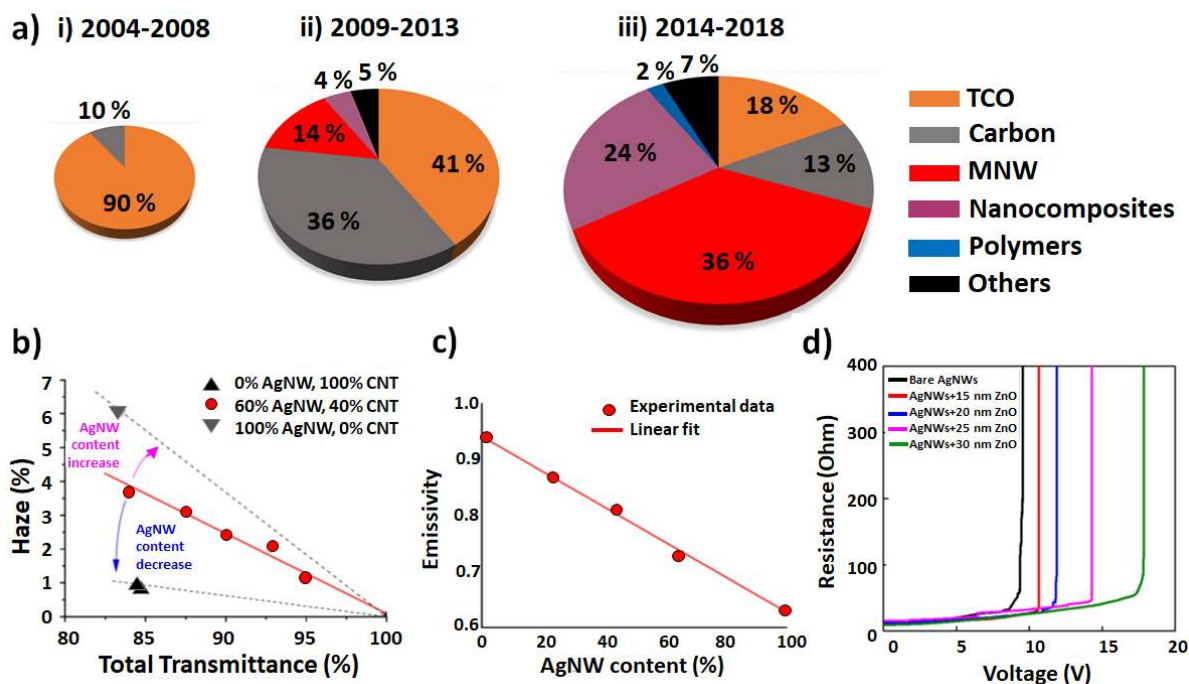 a)
i) 2004-2008
ii) 2009-2013
iii) 2014-2018
10 %
90 %
4 %
5 %
14 %
41 %
36 %
2 %
7 %
18 %
24 %
13 %
36 %
TCO
Carbon
MNW
Nanocomposites
Polymers
Others
b)
7
6
5
4
3
2
1
0
Haze (%)
80
85
90
95
100
Total Transmittance (%)
0% AgNW, 100% CNT
60% AgNW, 40% CNT
100% AgNW, 0% CNT
AgNW
content
increase
AgNW
content
decrease
c)
1.0
0.9
0.8
0.7
0.6
Emissivity
0
20
40
60
80
100
AgNW content (%)
Experimental data
Linear fit
d)
400
300
200
100
0
Resistance (Ohm)
5
10
15
20
Voltage (V)
Bare AgNWs
AgNWs+15 nm ZnO
AgNWs+20 nm ZnO
AgNWs+25 nm ZnO
AgNWs+30 nm ZnO